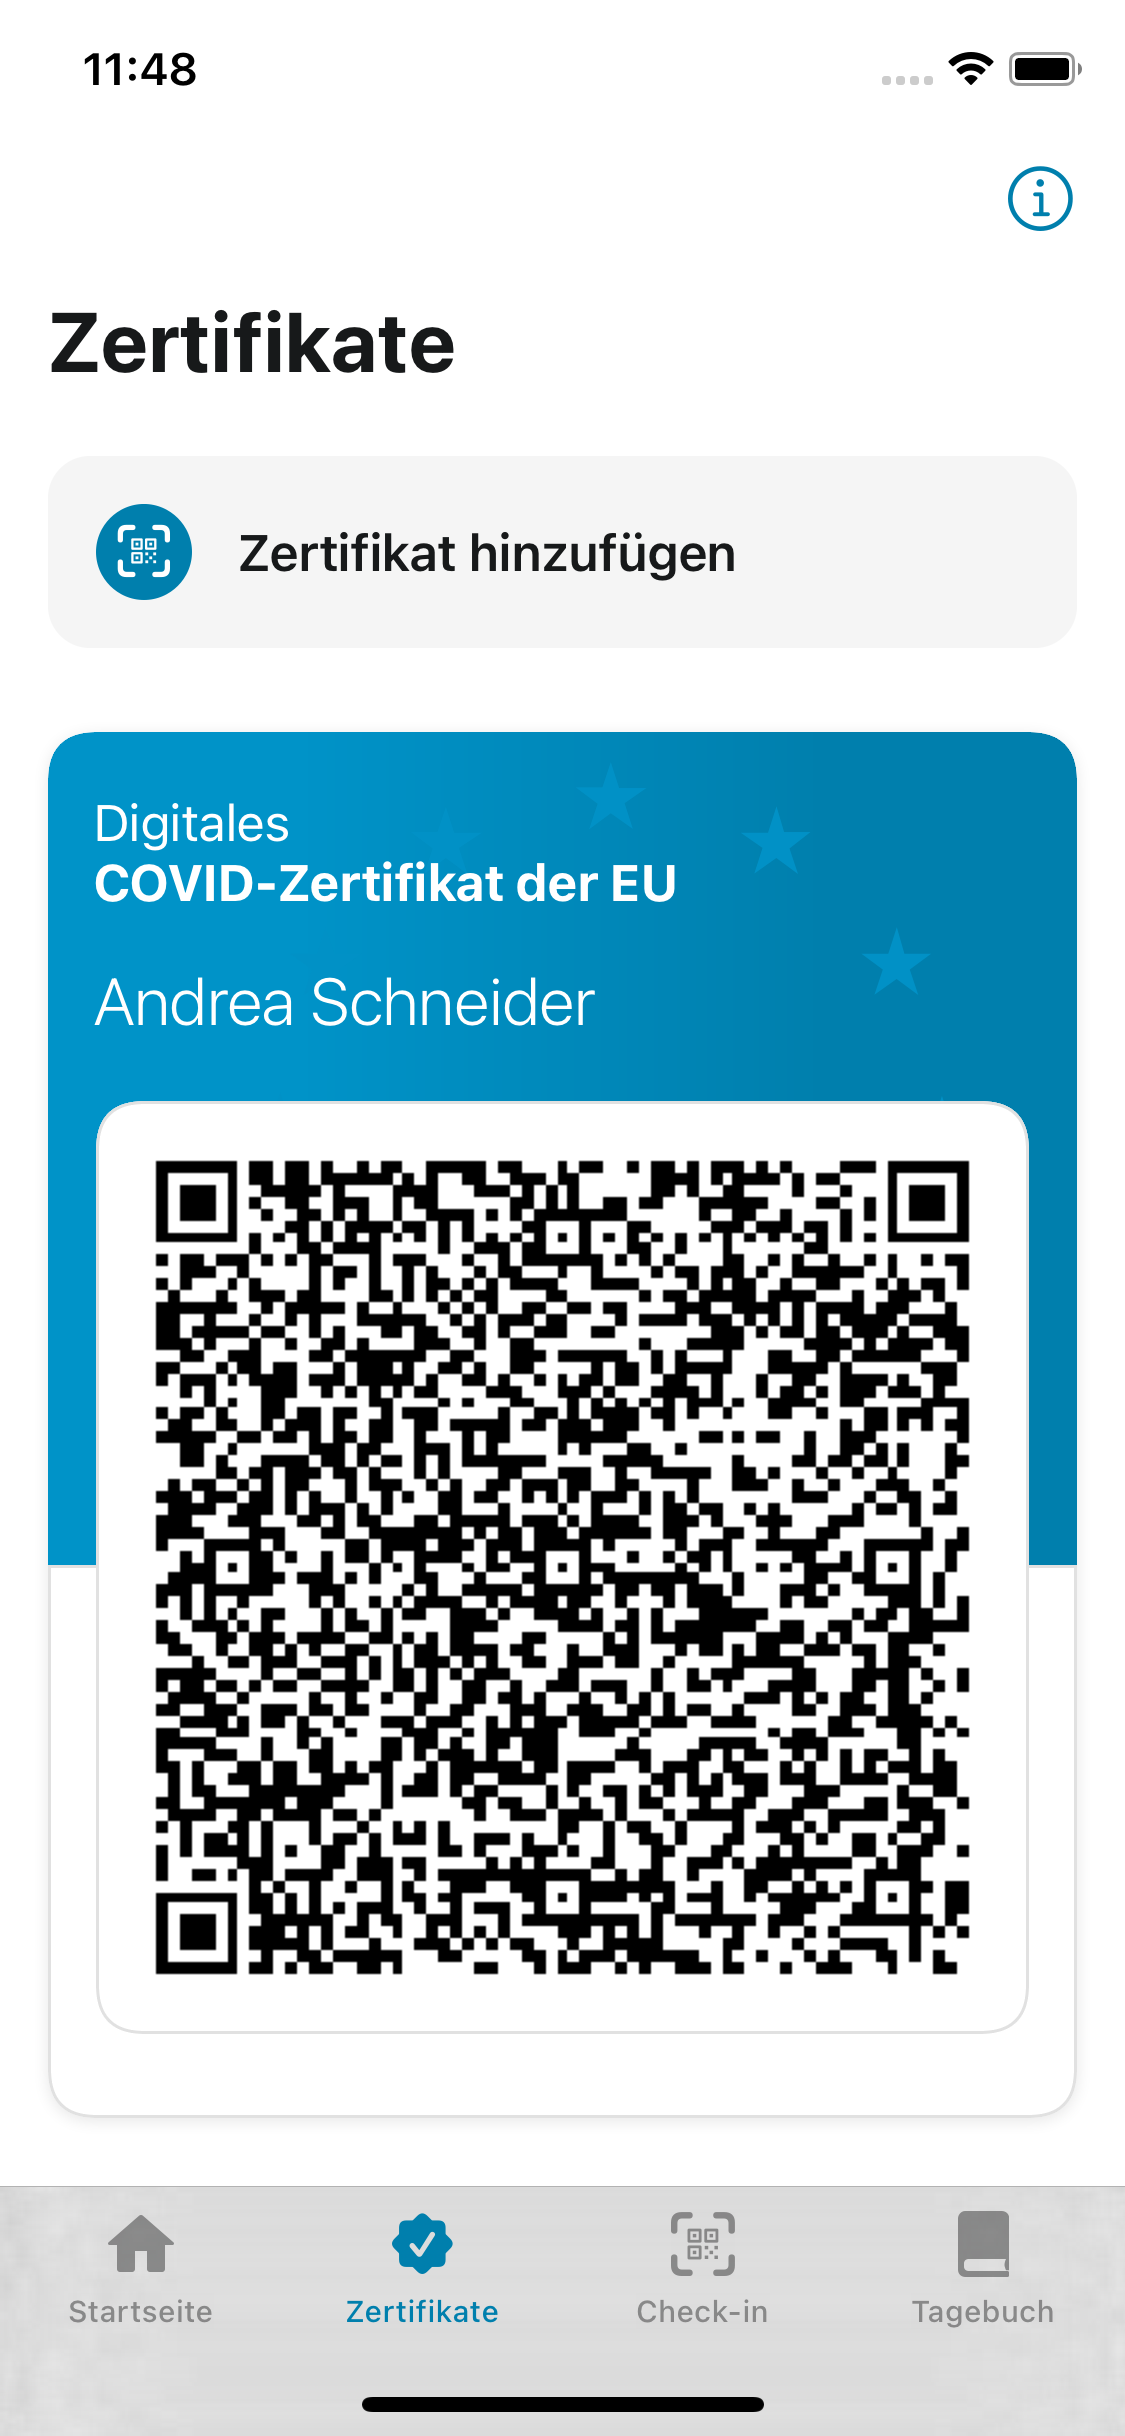 11:48
Zertifikate
Zertifikat hinzufügen
Digitales
COVID-Zertifikat der EU
Andrea Schneider
Startseite
Zertifikate
Check-in
Tagebuch